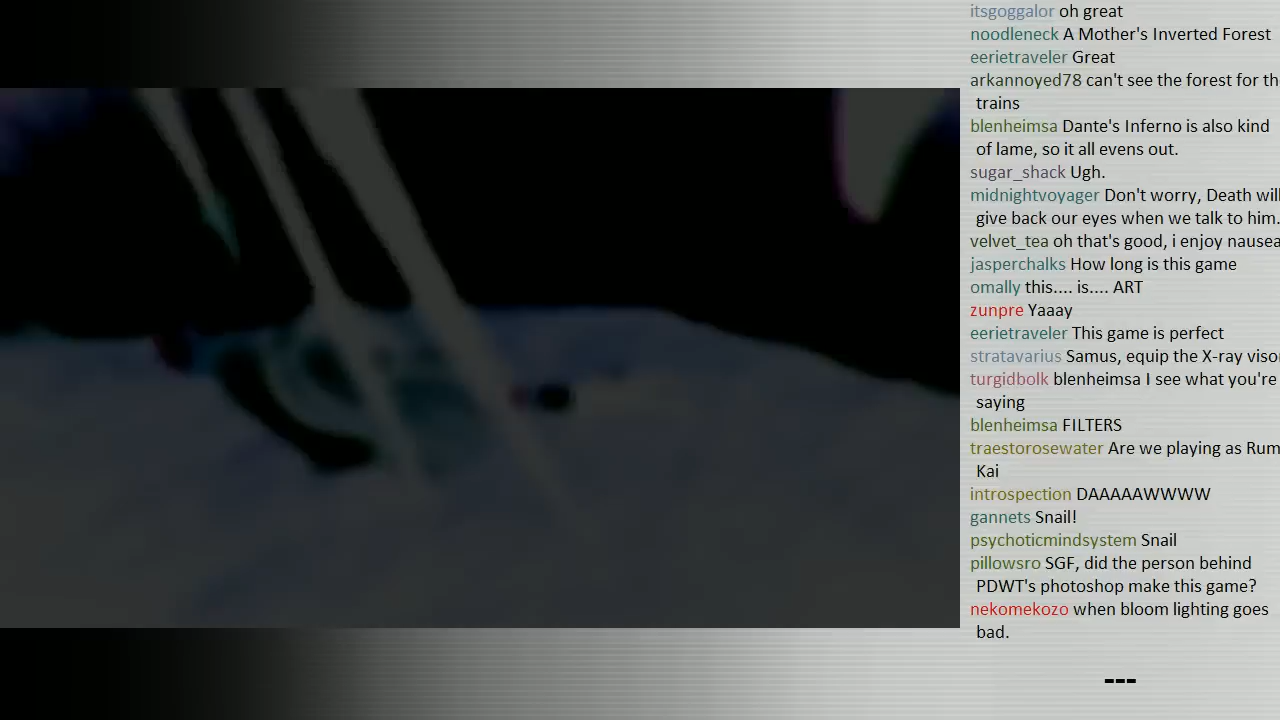 itsgoggalor oh great
noodleneck A Mother's Inverted Forest
eerietraveler Great
arkannoyed78 can't see the forest for th
trains
blenheimsa Dante's Inferno is also kind
of lame, so it all evens out.
sugar_shack Ugh.
midnightvoyager Don't worry, Death will
give back our eyes when we talk to him.
velvet_tea oh that's good, i enjoy nausea
jasperchalks How long is this game
omally this.... is.... ART
zunpre Yaaay
eerietraveler This game is perfect
stratavarius Samus, equip the X-ray viso
turgidbolk blenheimsa I see what you're
saying
blenheimsa FILTERS
traestorosewater Are we playing as Rum
Kai
introspection DAAAAAWWWW
gannets Snail!
psychoticmindsystem Snail
pillowsro SGF, did the person behind
PDWT's photoshop make this game?
nekomekozo when bloom lighting goes
bad.
---